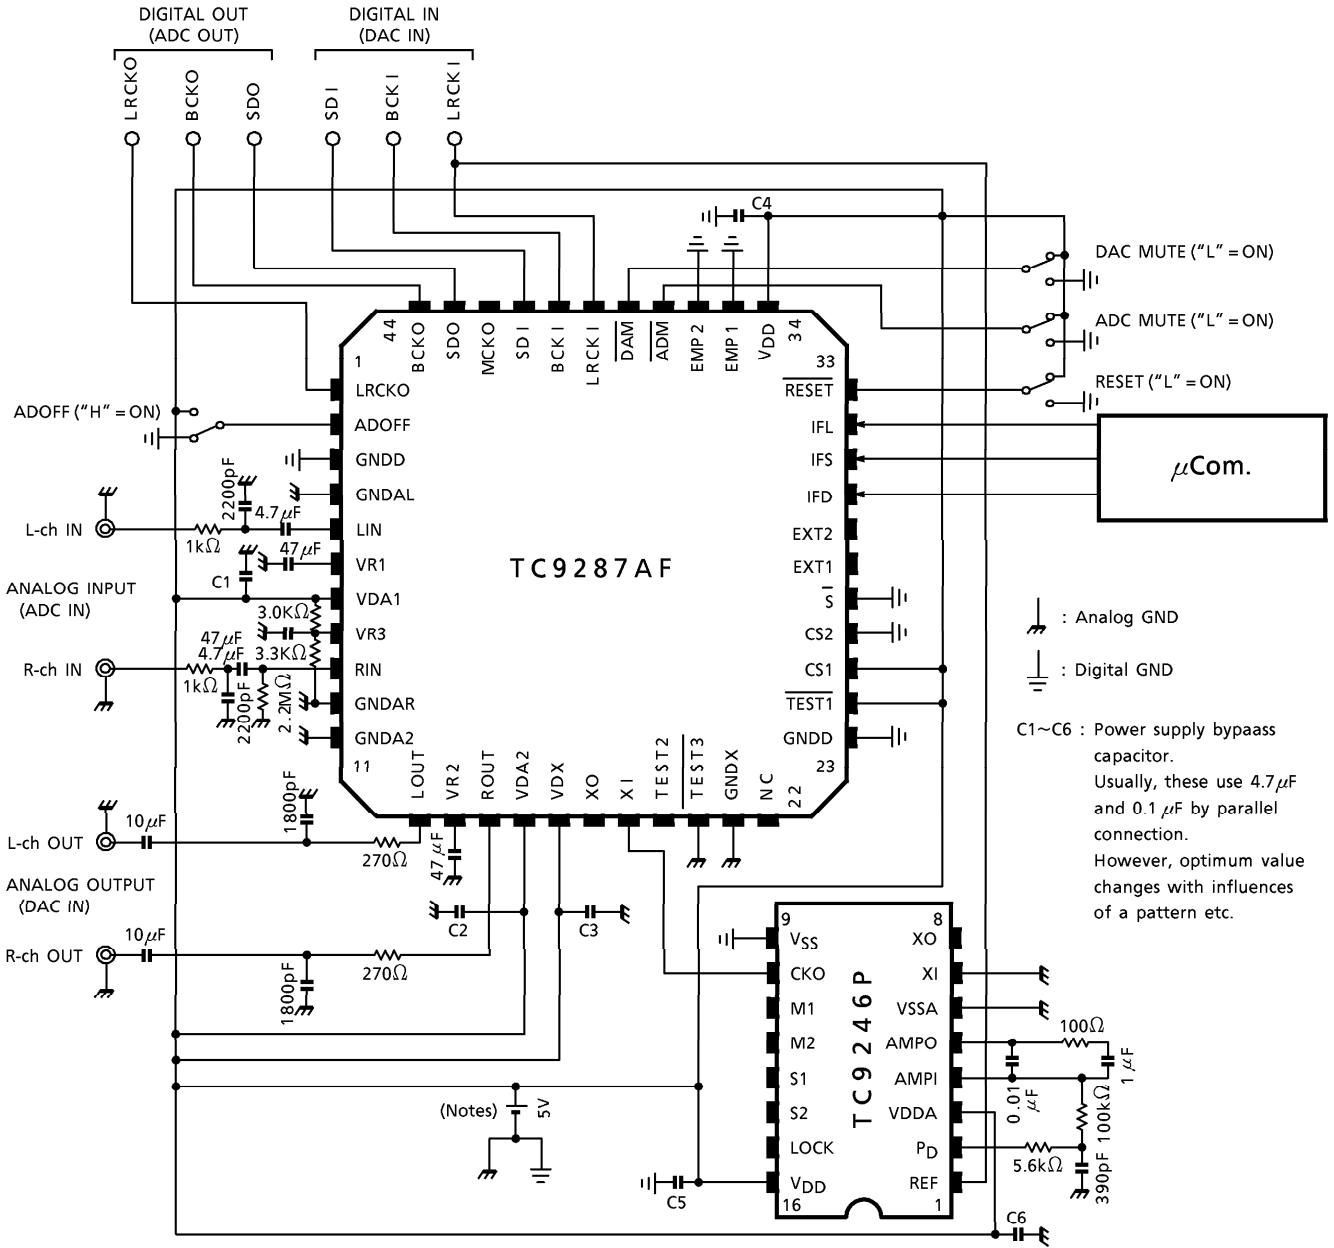 DIGITAL OUT
(ADC OUT)
DIGITAL IN
(DAC IN)
LRCKO
BCKO
SDO
SDI
BCKI
LRCKI
C4
DAC MUTE ("L" = ON)
ADC MUTE ("L" = ON)
RESET ("L" = ON)
44
BCKO
SDO
MCKO
SDI
BCKI
LRCKI
DAM
ADM
EMP2
EMP1
VDD
34
1
33
LRCKO
RESET
ADOFF ("H" = ON)
ADOFF
IFL
GNDD
IFS
GNDAL
IFD
μCom.
2200pF
4.7μF
L-ch IN
1kΩ
LIN
EXT2
47μF
VR1
EXT1
TC9287AF
C1
ANALOG INPUT
(ADC IN)
VDA1
S
3.0KΩ
VR3
CS2
47μF
4.7μF
3.3KΩ
R-ch IN
1kΩ
2200pF
2.2MΩ
RIN
CS1
GNDAR
TEST1
GNDA2
GNDD
11
23
: Analog GND
: Digital GND
C1~C6 : Power supply bypaass
capacitor.
Usually, these use 4.7μF
and 0.1μF by parallel
connection.
However, optimum value
changes with influences
of a pattern etc.
LOUT
VR2
ROUT
VDA2
VDX
XO
XI
TEST2
TEST3
GNDX
NC
22
1800pF
10μF
L-ch OUT
270Ω
47μF
ANALOG OUTPUT
(DAC IN)
C2
C3
10μF
R-ch OUT
270Ω
1800pF
(Notes)
5V
C5
9
8
VSS
XO
CKO
XI
M1
VSSA
M2
AMPO
S1
AMPI
S2
VDDA
LOCK
PD
VDD
REF
16
1
TC9246P
100Ω
1μF
0.01
μF
100kΩ
5.6kΩ
390pF
C6